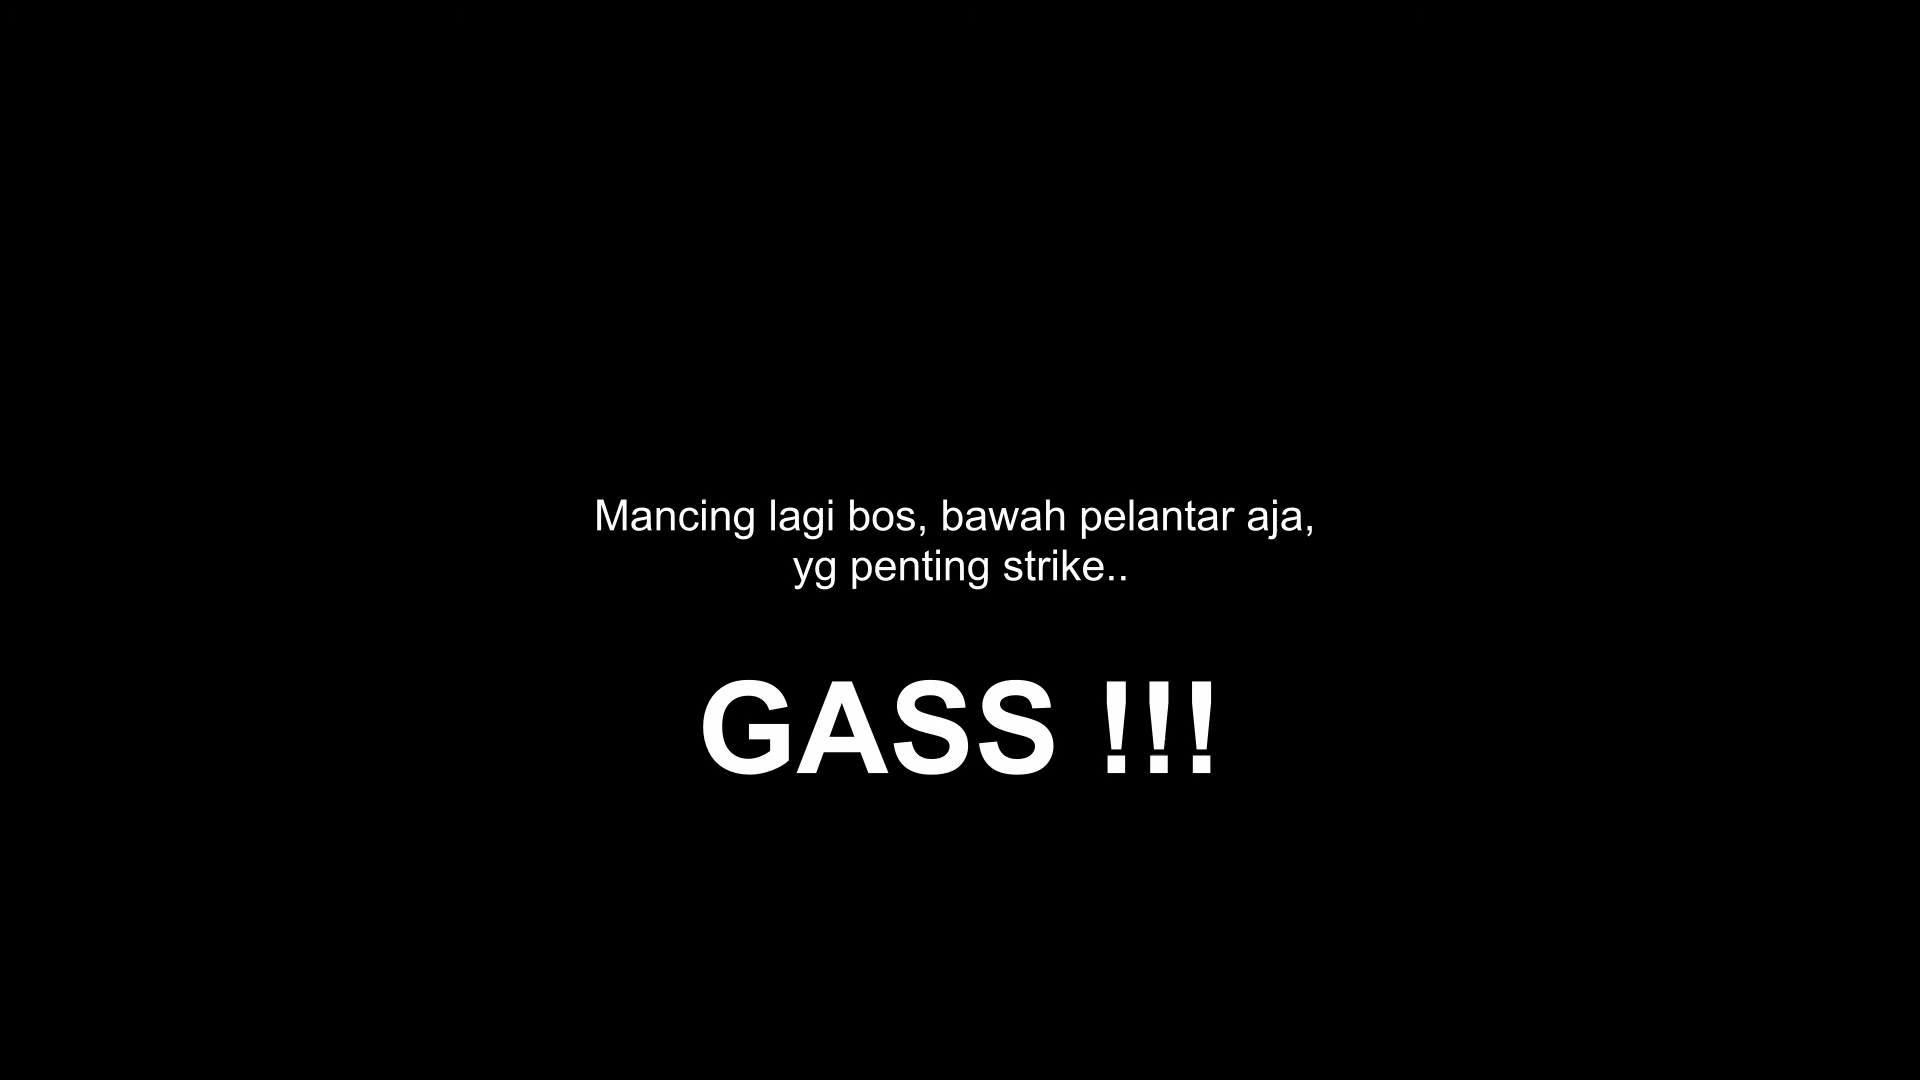 Mancing lagi bos, bawah pelantar aja,
yg penting strike..
GASS !!!